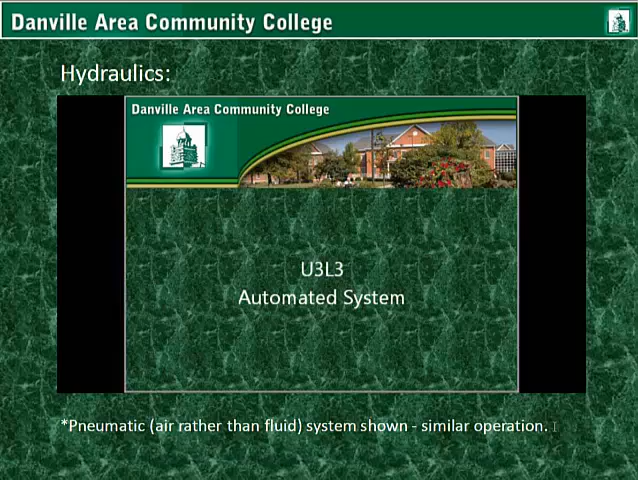 Danville Area Community College
Hydraulics:
Danville Area Community College
U3L3
Automated System
*Pneumatic (air rather than fluid) system shown - similar operation.